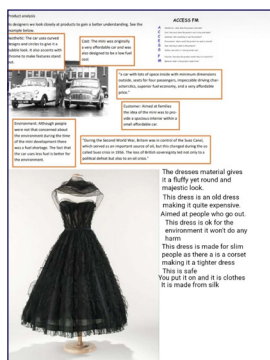 Product analysis
As designers we look closely at products to gain a better understanding. See the
example below.
ACCESS FM
Aesthetic: The car uses curved
designs and circles to give it a
bubble look. It also accents with
Chrome to make features stand
out.
Cost: The mini was originally
a very affordable car and was
also designed to be a low fuel
cost
"a car with lots of space inside with minimum dimensions
outside, seats for four passengers, impeccable driving char-
acteristics, superior fuel economy, and a very affordable
price."
Customer: Aimed at families
the idea of the mini was to pro-
vide a spacious interior within a
small affordable car.
Environment: Although people
were not that concerned about
the environment during the time
of the mini development there
was a fuel shortage. The fact that
the car uses less fuel is better for
the environment.
"During the Second World War, Britain was in control of the Suez Canal,
which served as an important source of oil; but this changed during the so
called Suez crisis in 1956. The loss of British sovereignty led not only to a
political defeat but also to an oil crisis."
The dresses material gives
it a fluffy yet round and
majestic look.
This dress is an old dress
making it quite expensive.
Aimed at people who go out.
This dress is ok for the
environment it won't do any
harm
This dress is made for slim
people as there a is a corset
making it a tighter dress
This is safe
You put it on and it is clothes
It is made from silk